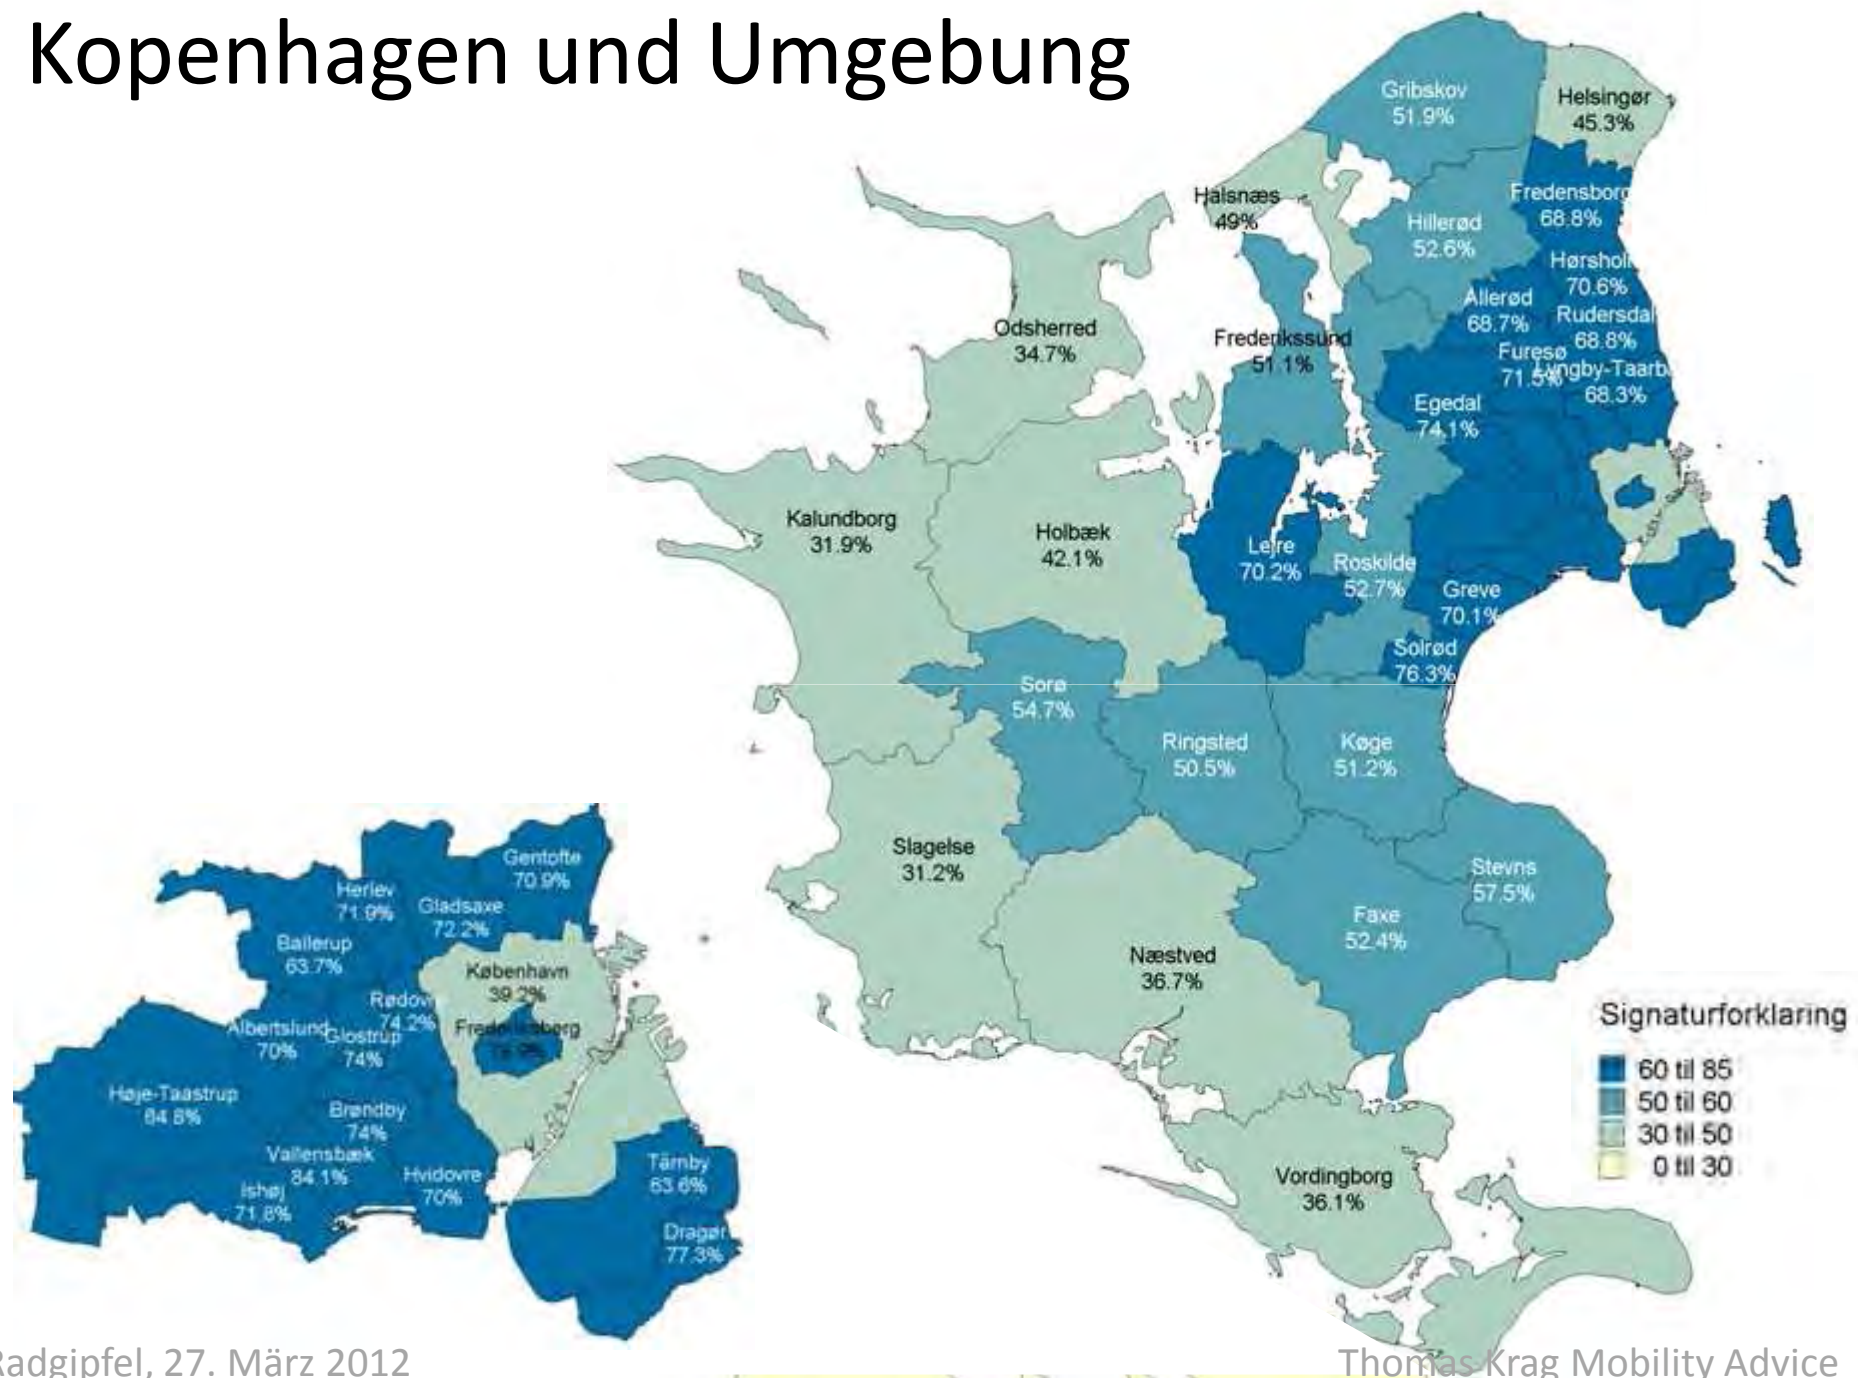 Kopenhagen und Umgebung
Gribskov
51.9%
Helsingør
45.3%
Halsnæs
49%
Hillerød
52.6%
Fredensborg
68.8%
Hørshol
70.6%
Allerød
68.7%
Rudersdal
68.8%
Furesø
71.5%
Lyngby-Taarb
68.3%
Odsherred
34.7%
Frederikssund
51.1%
Egedal
74.1%
Kalundborg
31.9%
Holbæk
42.1%
Lejre
70.2%
Roskilde
52.7%
Greve
70.1%
Solrød
76.3%
Sorø
54.7%
Ringsted
50.5%
Køge
51.2%
Slagelse
31.2%
Stevns
57.5%
Faxe
52.4%
Næstved
36.7%
Vordingborg
36.1%
Gentofte
70.9%
Herlev
71.9%
Gladsaxe
72.2%
Ballerup
63.7%
København
39.2%
Rødov
74.2%
Frederiksberg
Albertslund
70%
Glostrup
74%
Høje-Taastrup
64.8%
Brøndby
74%
Vallensbæk
84.1%
Hvidovre
70%
Ishøj
71.8%
Tårnby
63.6%
Dragør
77.3%
Signaturforklaring
60 til 85
50 til 60
30 til 50
0 til 30
Radgipfel, 27. März 2012
Thomas Krag Mobility Advice